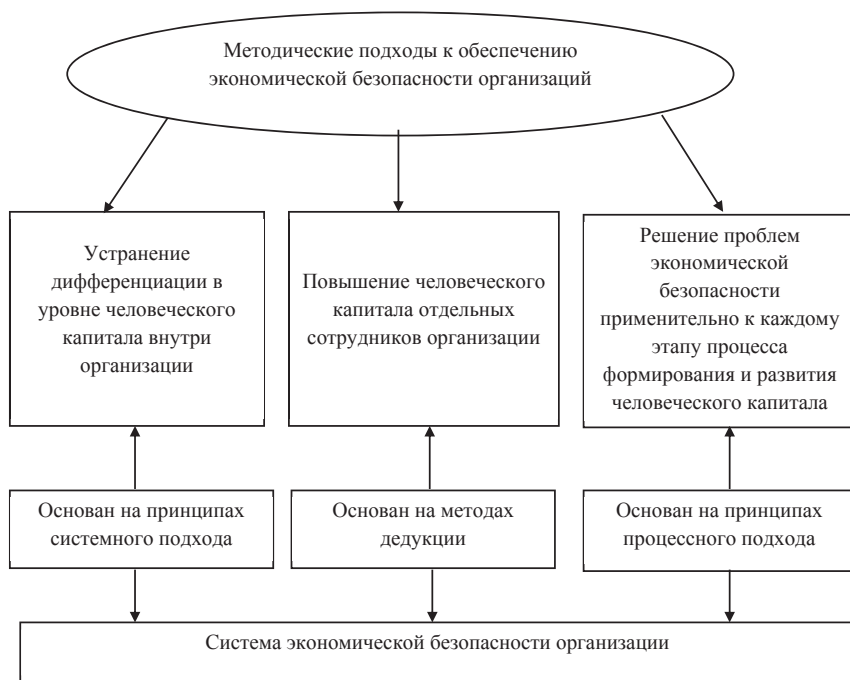 Методические подходы к обеспечению
экономической безопасности организаций
Устранение
дифференциации в
уровне человеческого
капитала внутри
организации
Повышение человеческого
капитала отдельных
сотрудников организации
Решение проблем
экономической
безопасности
применительно к каждому
этапу процесса
формирования и развития
человеческого капитала
Основан на принципах
системного подхода
Основан на методах
дедукции
Основан на принципах
процессного подхода
Система экономической безопасности организации